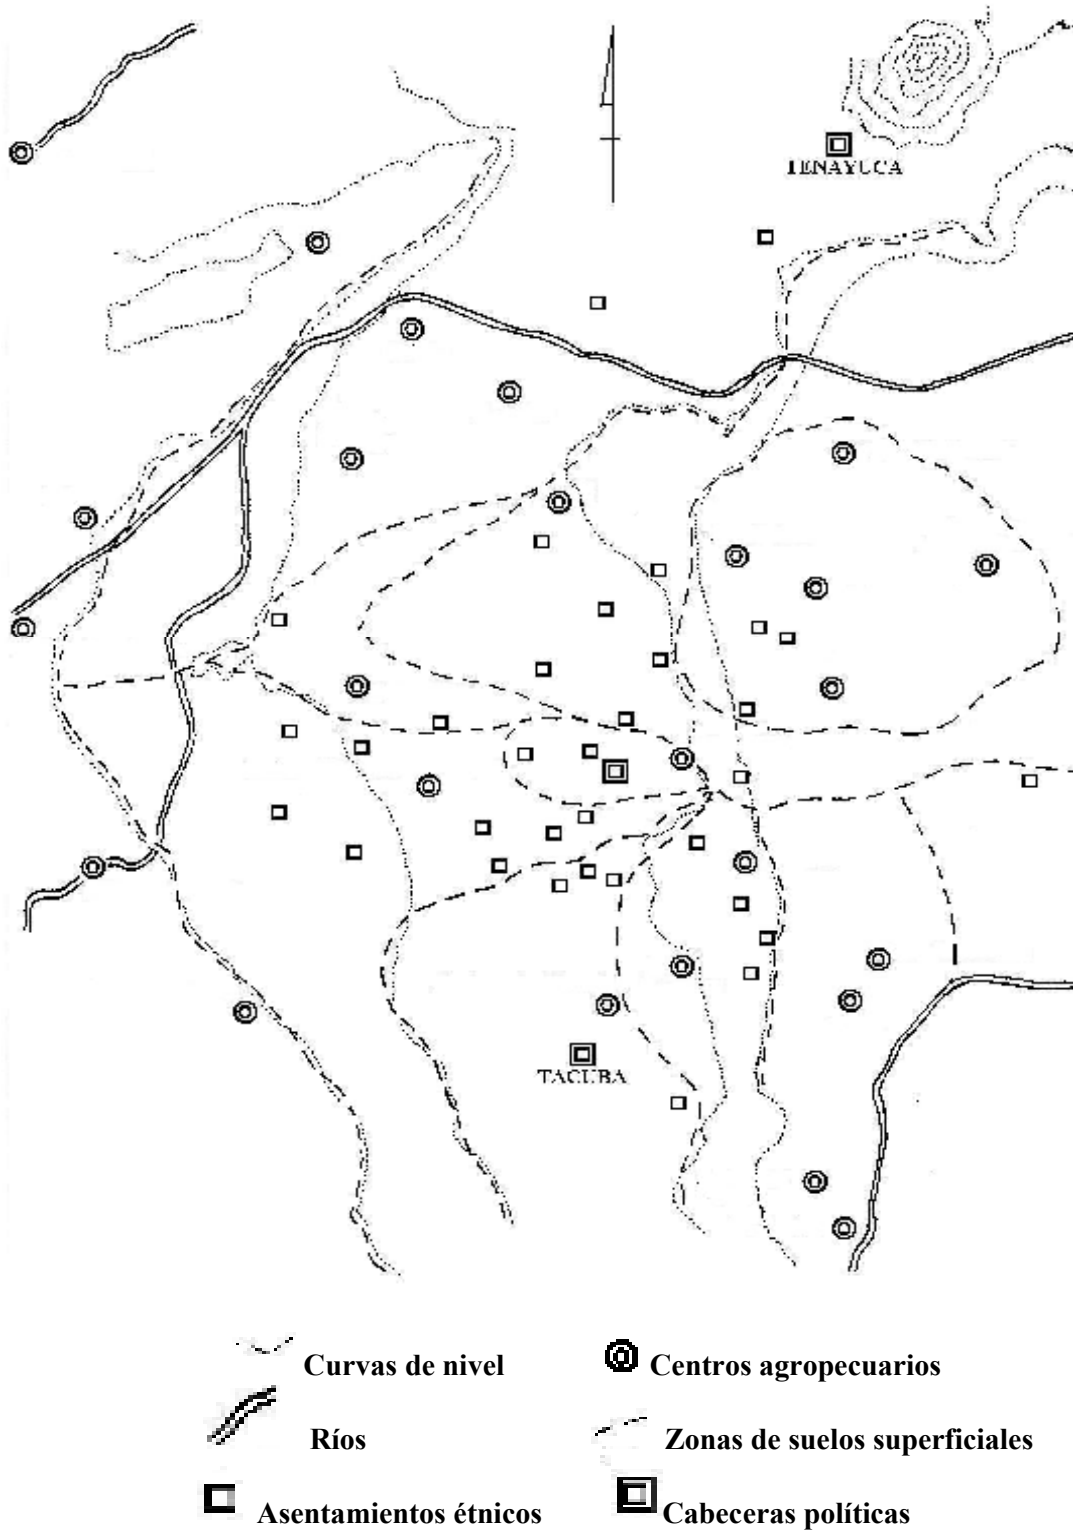 TENAYUCA
TACUBA
Curvas de nivel
Centros agropecuarios
Ríos
Zonas de suelos superficiales
Asentamientos étnicos
Cabeceras políticas